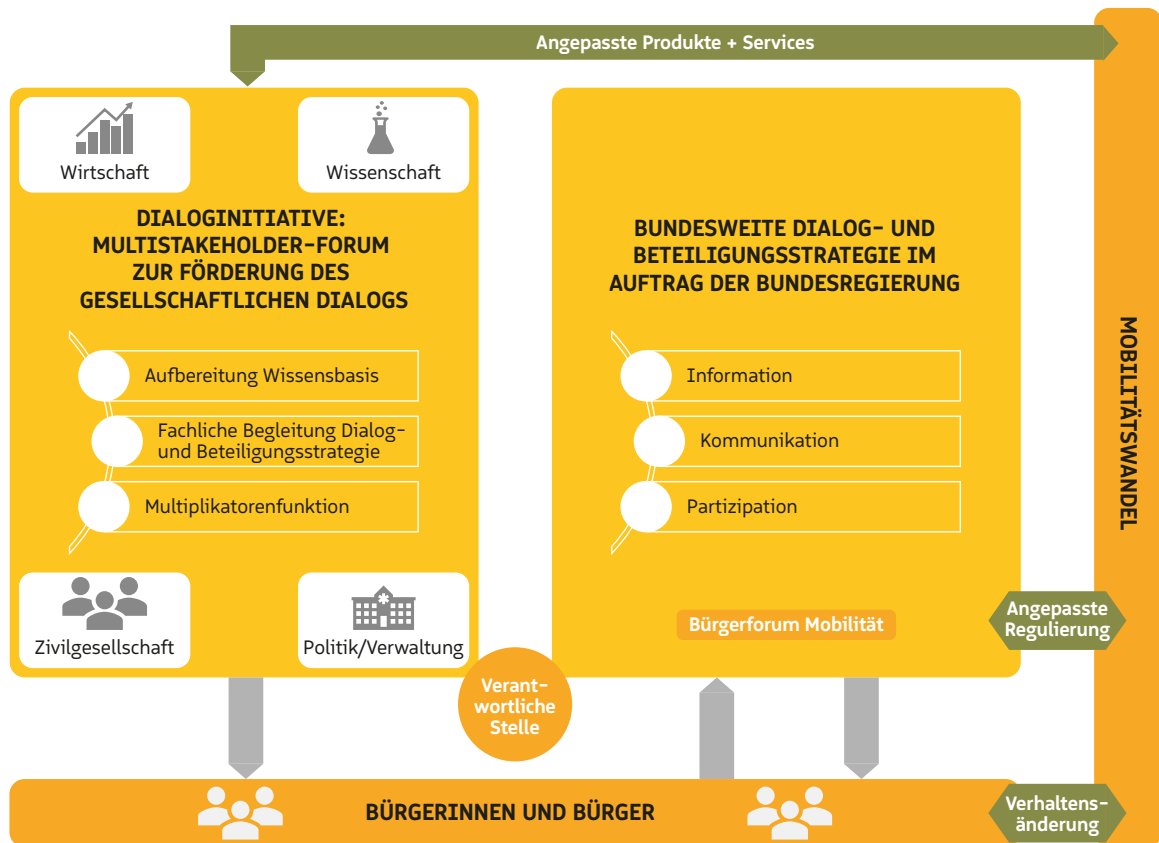 Angepasste Produkte + Services
Wirtschaft
Wissenschaft
DIALOGINITIATIVE:
MULTISTAKEHOLDER-FORUM
ZUR FÖRDERUNG DES
GESELLSCHAFTLICHEN DIALOGS
Aufbereitung Wissensbasis
Fachliche Begleitung Dialog-
und Beteiligungsstrategie
Multiplikatorenfunktion
Zivilgesellschaft
Politik/Verwaltung
BUNDESWEITE DIALOG- UND
BETEILIGUNGSSTRATEGIE IM
AUFTRAG DER BUNDESREGIERUNG
Information
Kommunikation
Partizipation
Bürgerforum Mobilität
Verant-
wortliche
Stelle
MOBILITÄTSWANDEL
Angepasste
Regulierung
BÜRGERINNEN UND BÜRGER
Verhaltens-
änderung